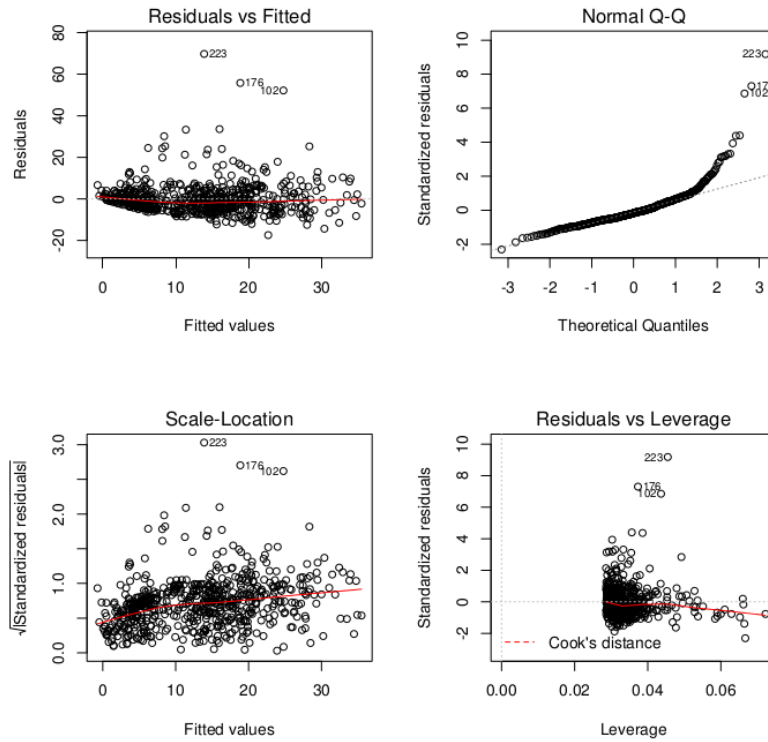 Residuals vs Fitted
Residuals
80
60
40
20
0
-20
223
176
102
0 10 20 30
Fitted values
Normal Q-Q
Standardized residuals
10
8
6
4
2
0
-2
223
102
-3 -2 -1 0 1 2 3
Theoretical Quantiles
Scale-Location
√|Standardized residuals|
3.0
2.0
1.0
0.0
223
176
102
0 10 20 30
Fitted values
Residuals vs Leverage
Standardized residuals
10
8
6
4
2
0
-2
223
176
102
Cook's distance
0.00 0.02 0.04 0.06
Leverage